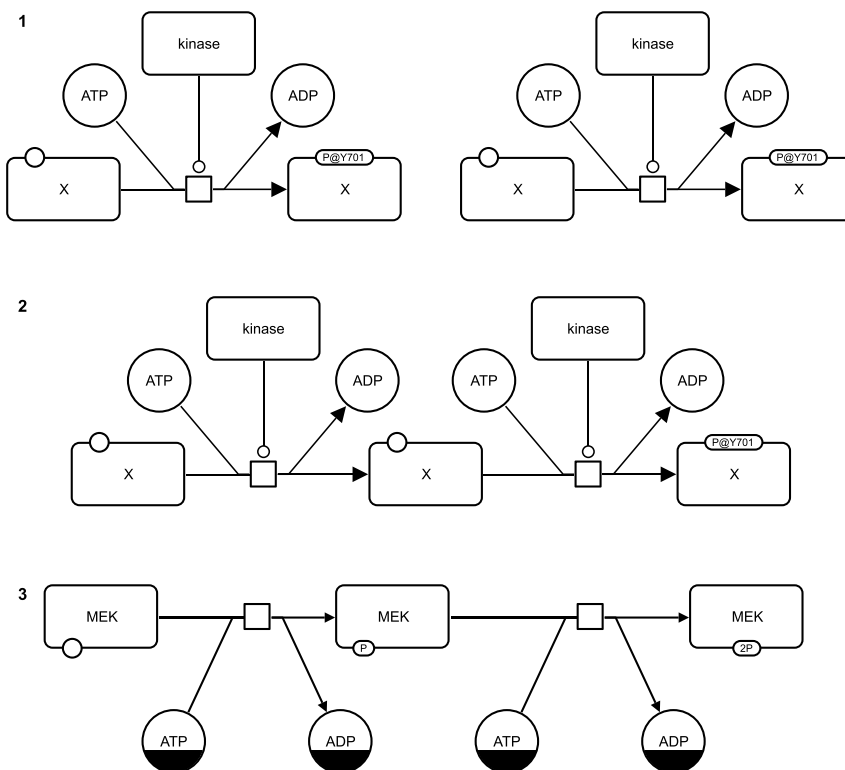 1
kinase kinase
ATP ADP ATP ADP
P@Y701 P@Y701
X X X X
2
kinase kinase
ATP ADP ATP ADP
P@Y701
X X X
3
MEK MEK MEK
P 2P
ATP ADP ATP ADP